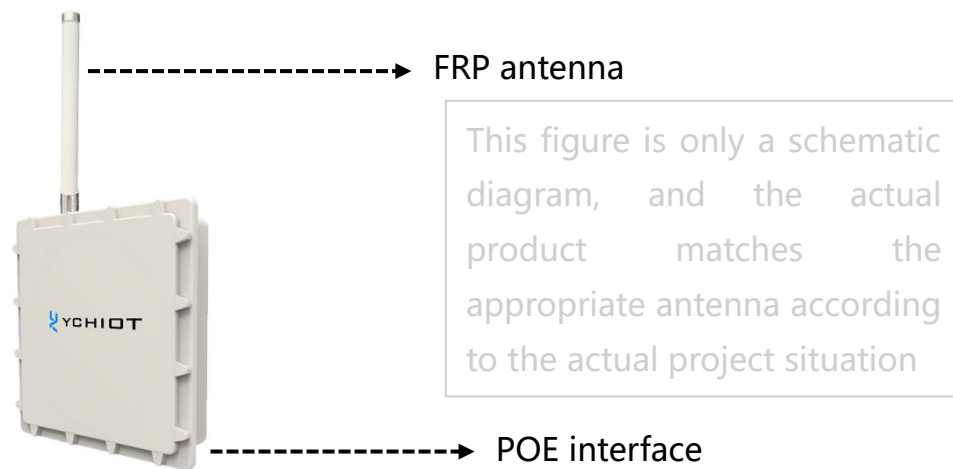 FRP antenna
This figure is only a schematic
diagram, and the actual
product matches the
appropriate antenna according
to the actual project situation
YCHIOT
POE interface